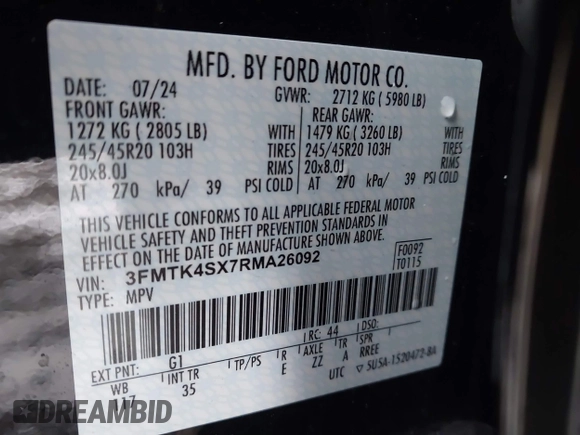 MFD. BY FORD MOTOR CO.
DATE: 07/24 GVWR: 2712 KG ( 5980 LB)
FRONT GAWR: REAR GAWR:
1272 KG ( 2805 LB) WITH 1479 KG ( 3260 LB) WITH
245/45R20 103H TIRES 245/45R20 103H TIRES
20x8.0J RIMS 20x8.0J RIMS
AT 270 kPa/ 39 PSI COLD AT 270 kPa/ 39 PSI COLD
THIS VEHICLE CONFORMS TO ALL APPLICABLE FEDERAL MOTOR
VEHICLE SAFETY AND THEFT PREVENTION STANDARDS IN
EFFECT ON THE DATE OF MANUFACTURE SHOWN ABOVE.
VIN: 3FMTK4SX7RMA26092 F0092
TYPE: MPV T0115
RC: 44 DSO:
EXT PNT: G1
WB INT TR TP/PS R AXLE TR SPR
117 35 E ZZ A RREE
UTC ▽ 5U5A-1520472-BA
DREAMBID